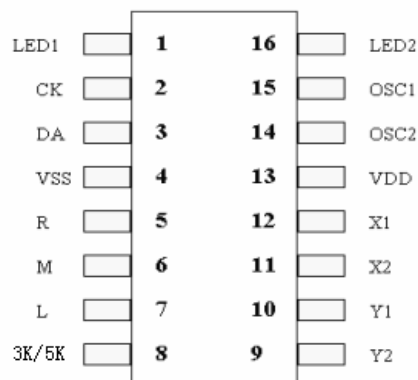 LED1 1 16 LED2
CK 2 15 OSC1
DA 3 14 OSC2
VSS 4 13 VDD
R 5 12 X1
M 6 11 X2
L 7 10 Y1
3K/5K 8 9 Y2